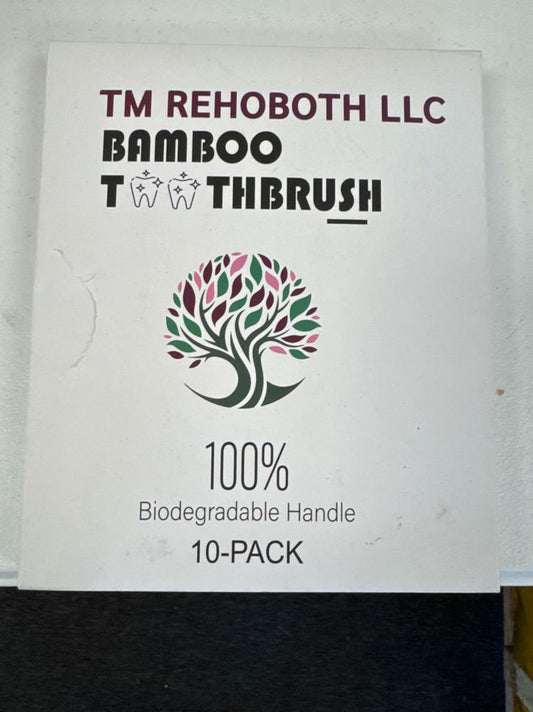 TM REHOBOTH LLC
BAMBOO
TOOTHBRUSH
100%
Biodegradable Handle
10-PACK